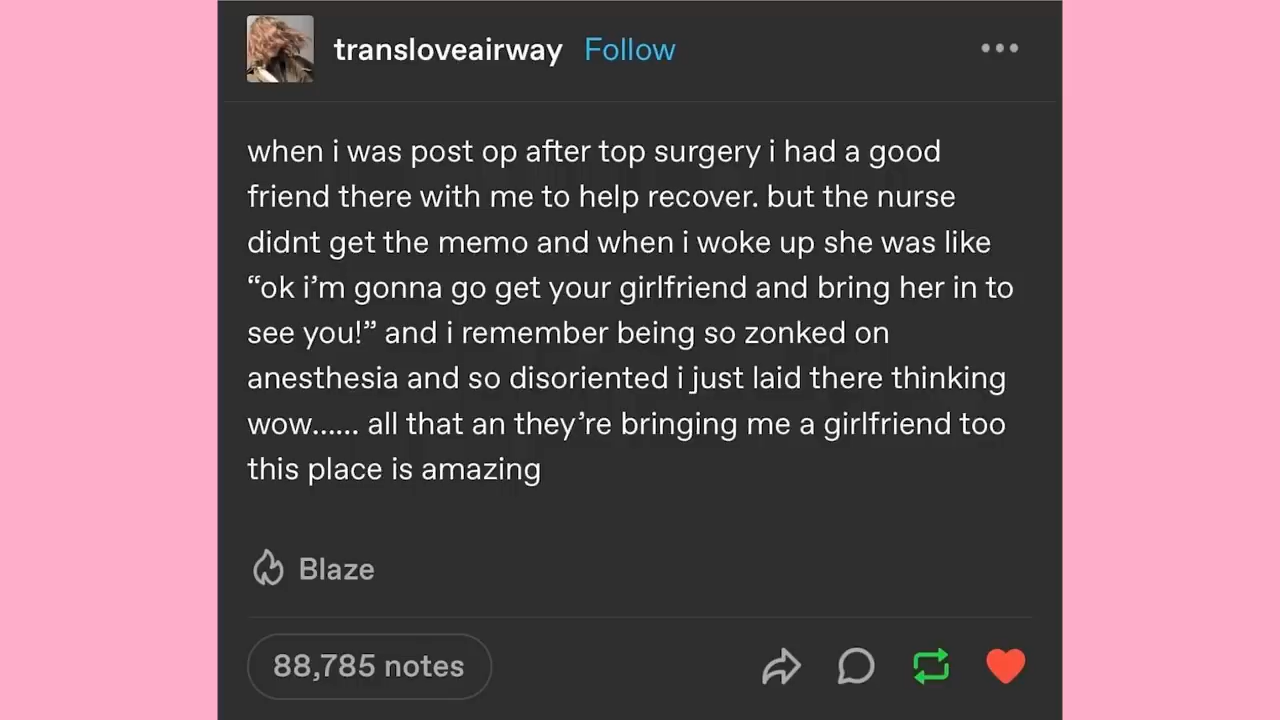 transloveairway Follow
when i was post op after top surgery i had a good
friend there with me to help recover. but the nurse
didnt get the memo and when i woke up she was like
“ok i’m gonna go get your girlfriend and bring her in to
see you!” and i remember being so zonked on
anesthesia and so disoriented i just laid there thinking
wow...... all that an they’re bringing me a girlfriend too
this place is amazing
Blaze
88,785 notes